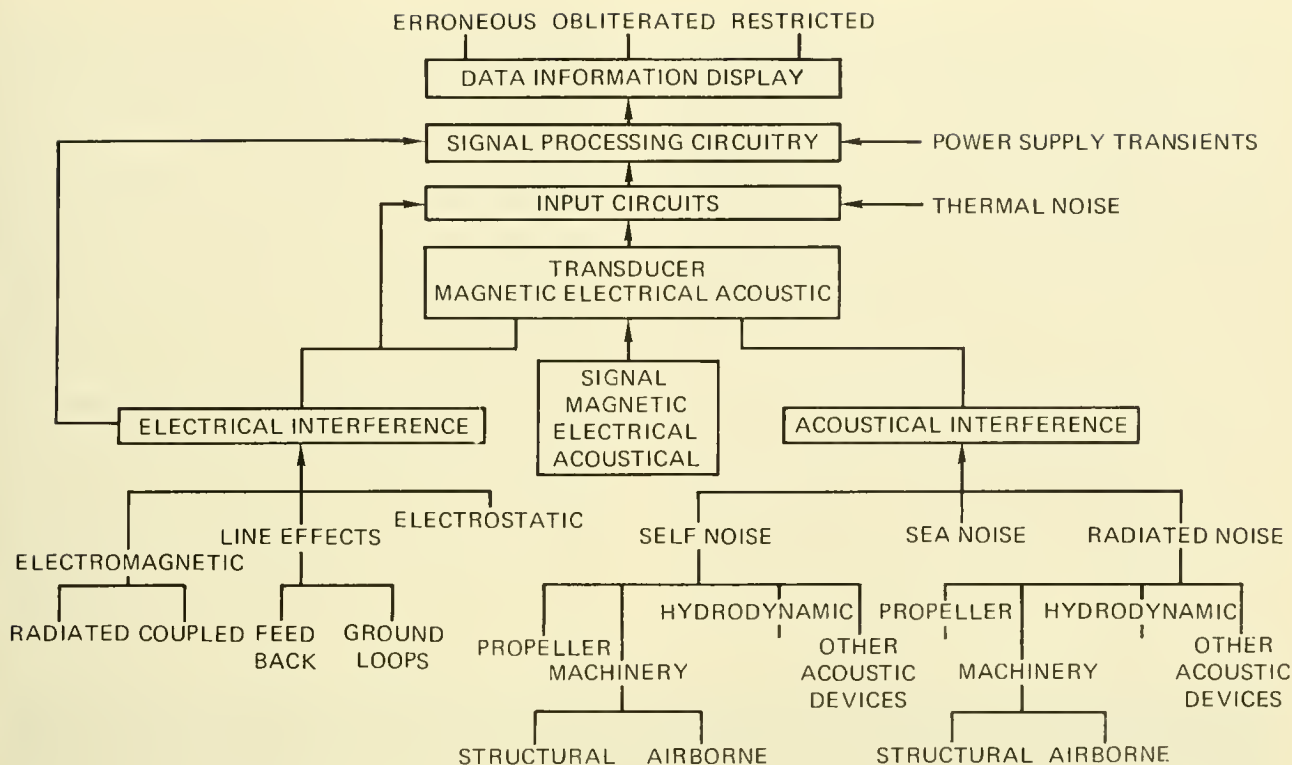 ERRONEOUS OBLITERATED RESTRICTED
DATA INFORMATION DISPLAY
SIGNAL PROCESSING CIRCUITRY
POWER SUPPLY TRANSIENTS
INPUT CIRCUITS
THERMAL NOISE
TRANSDUCER
MAGNETIC ELECTRICAL ACOUSTIC
SIGNAL
MAGNETIC
ELECTRICAL
ACOUSTICAL
ELECTRICAL INTERFERENCE
ACOUSTICAL INTERFERENCE
ELECTROSTATIC
LINE EFFECTS
ELECTROMAGNETIC
RADIATED COUPLED
FEED
BACK
GROUND
LOOPS
SELF NOISE
SEA NOISE
RADIATED NOISE
PROPELLER
MACHINERY
HYDRODYNAMIC
OTHER
ACOUSTIC
DEVICES
STRUCTURAL AIRBORNE
PROPELLER
MACHINERY
HYDRODYNAMIC
OTHER
ACOUSTIC
DEVICES
STRUCTURAL AIRBORNE